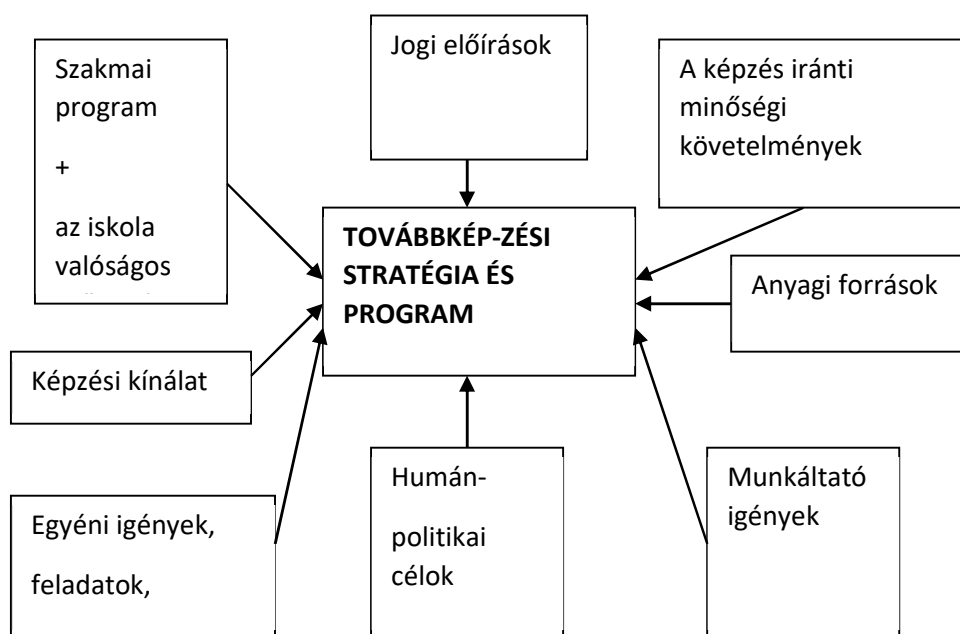 Szakmai
program
+
az iskola
valóságos
Jogi előírások
A képzés iránti
minőségi
követelmények
TOVÁBBKÉP-ZÉSI
STRATÉGIA ÉS
PROGRAM
Anyagi források
Képzési kínálat
Egyéni igények,
feladatok,
Humán-
politikai
célok
Munkáltató
igények